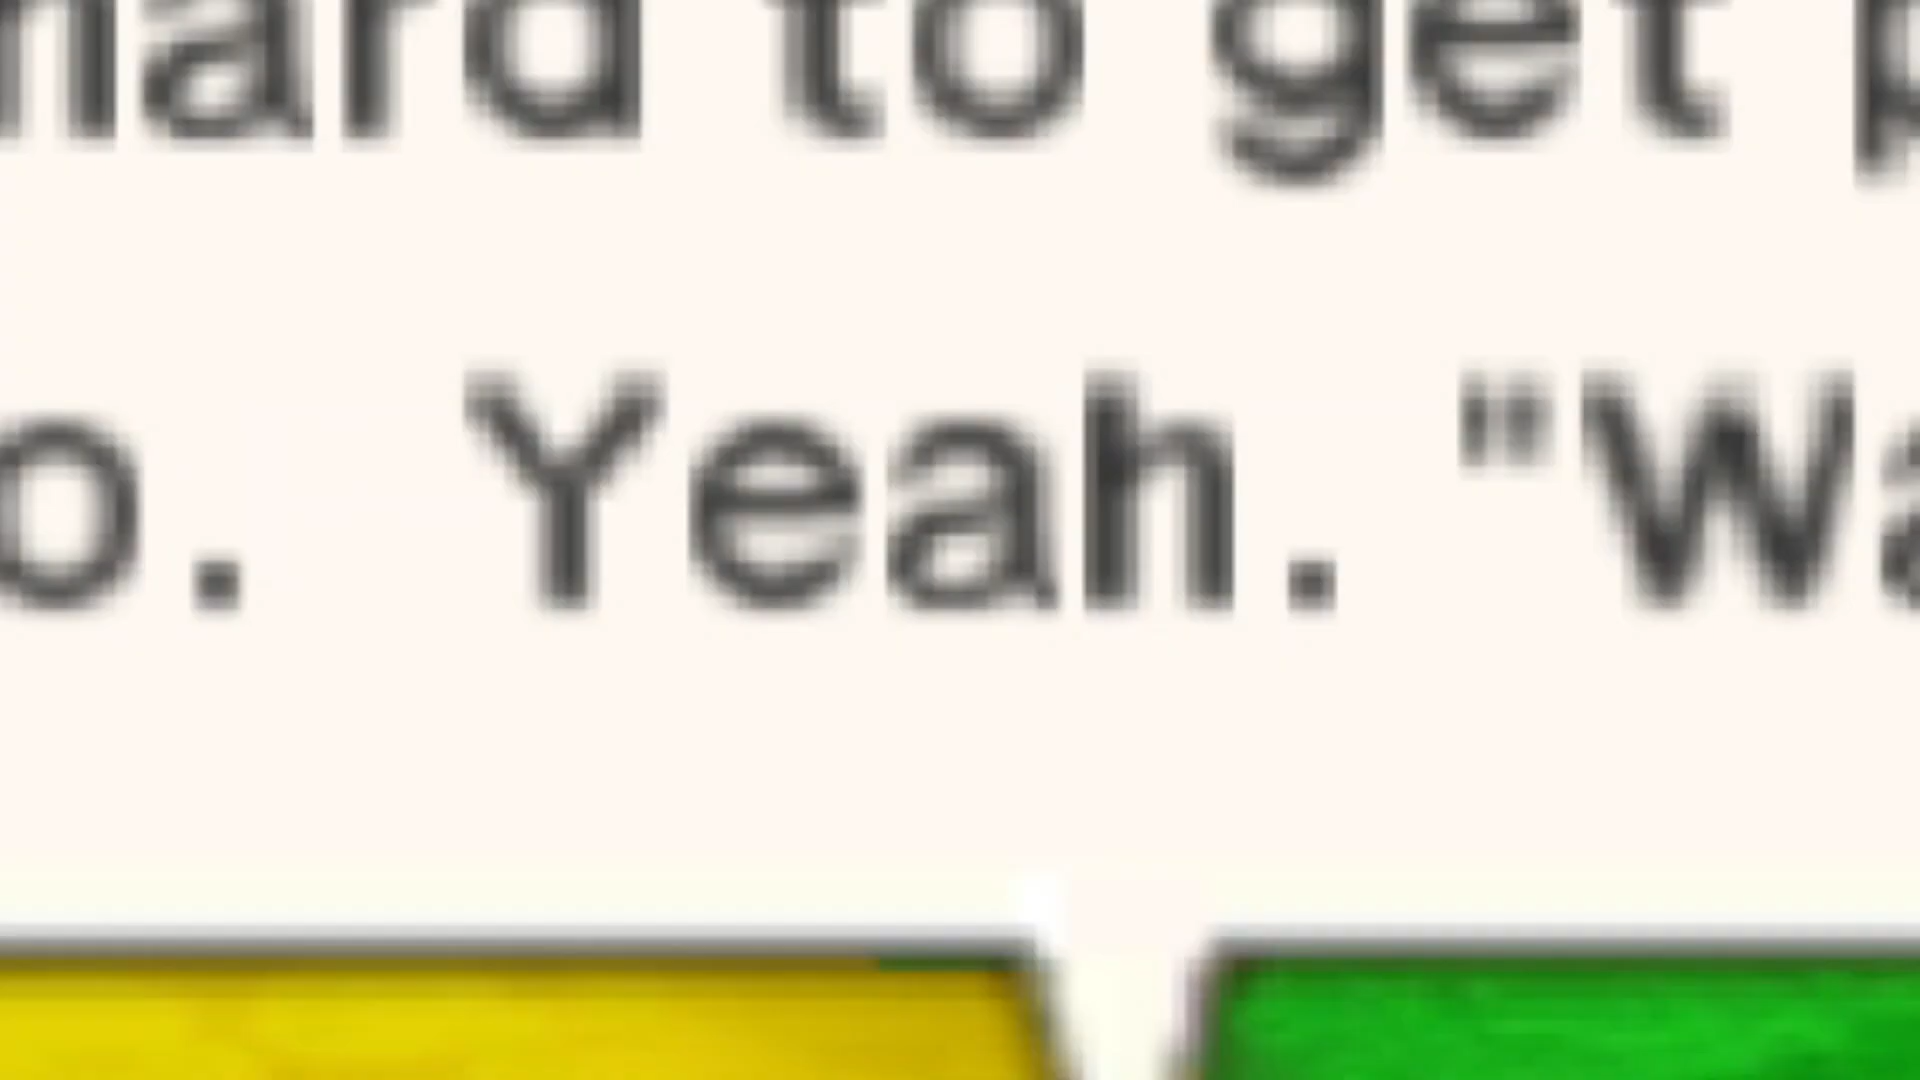 hard to get p
o. Yeah. "Wa